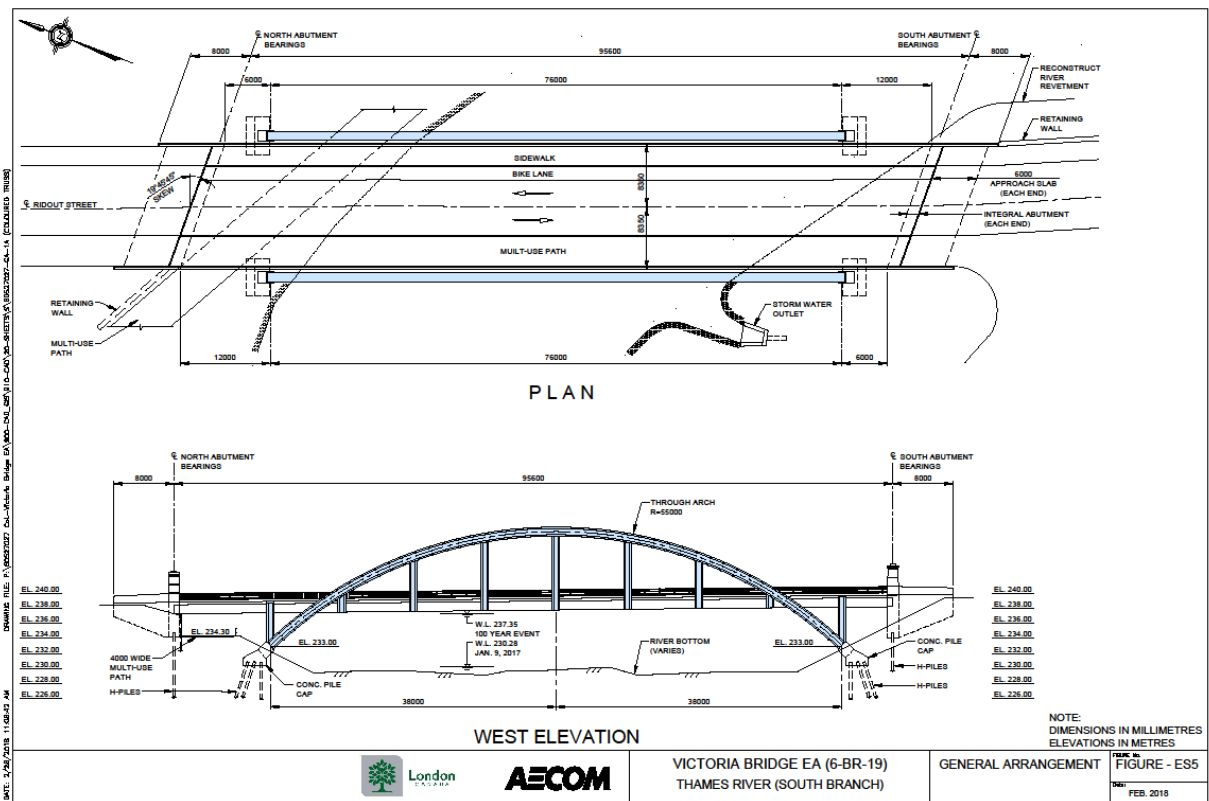 ℄ NORTH ABUTMENT
BEARINGS
SOUTH ABUTMENT ℄
BEARINGS
8000
95600
8000
6000
76000
12000
RECONSTRUCT
RIVER
REVETMENT
RETAINING
WALL
SIDEWALK
BIKE LANE
6000
APPROACH SLAB
(EACH END)
SKEW
8350
℄ RIDOUT STREET
8350
INTEGRAL ABUTMENT
(EACH END)
MUILT-USE PATH
RETAINING
WALL
MULTI-USE
PATH
STORM WATER
OUTLET
12000
76000
6000
PLAN
℄ NORTH ABUTMENT
BEARINGS
℄ SOUTH ABUTMENT
BEARINGS
8000
95600
8000
THROUGH ARCH
R=55000
EL. 240.00
EL. 238.00
EL. 236.00
EL. 234.00
EL. 232.00
EL. 230.00
EL. 228.00
EL. 226.00
EL. 234.30
EL. 233.00
W.L. 237.35
100 YEAR EVENT
W.L. 230.28
JAN. 9, 2017
RIVER BOTTOM
(VARIES)
EL. 233.00
CONC. PILE
CAP
H-PILES
H-PILES
EL. 240.00
EL. 238.00
EL. 236.00
EL. 234.00
EL. 232.00
EL. 230.00
EL. 228.00
EL. 226.00
4000 WIDE
MULTI-USE
PATH
H-PILES
CONC. PILE
CAP
38000
38000
WEST ELEVATION
NOTE:
DIMENSIONS IN MILLIMETRES
ELEVATIONS IN METRES
London
CANADA
AECOM
VICTORIA BRIDGE EA (6-BR-19)
THAMES RIVER (SOUTH BRANCH)
GENERAL ARRANGEMENT
FIGURE No.
FIGURE - ES5
Date:
FEB. 2018